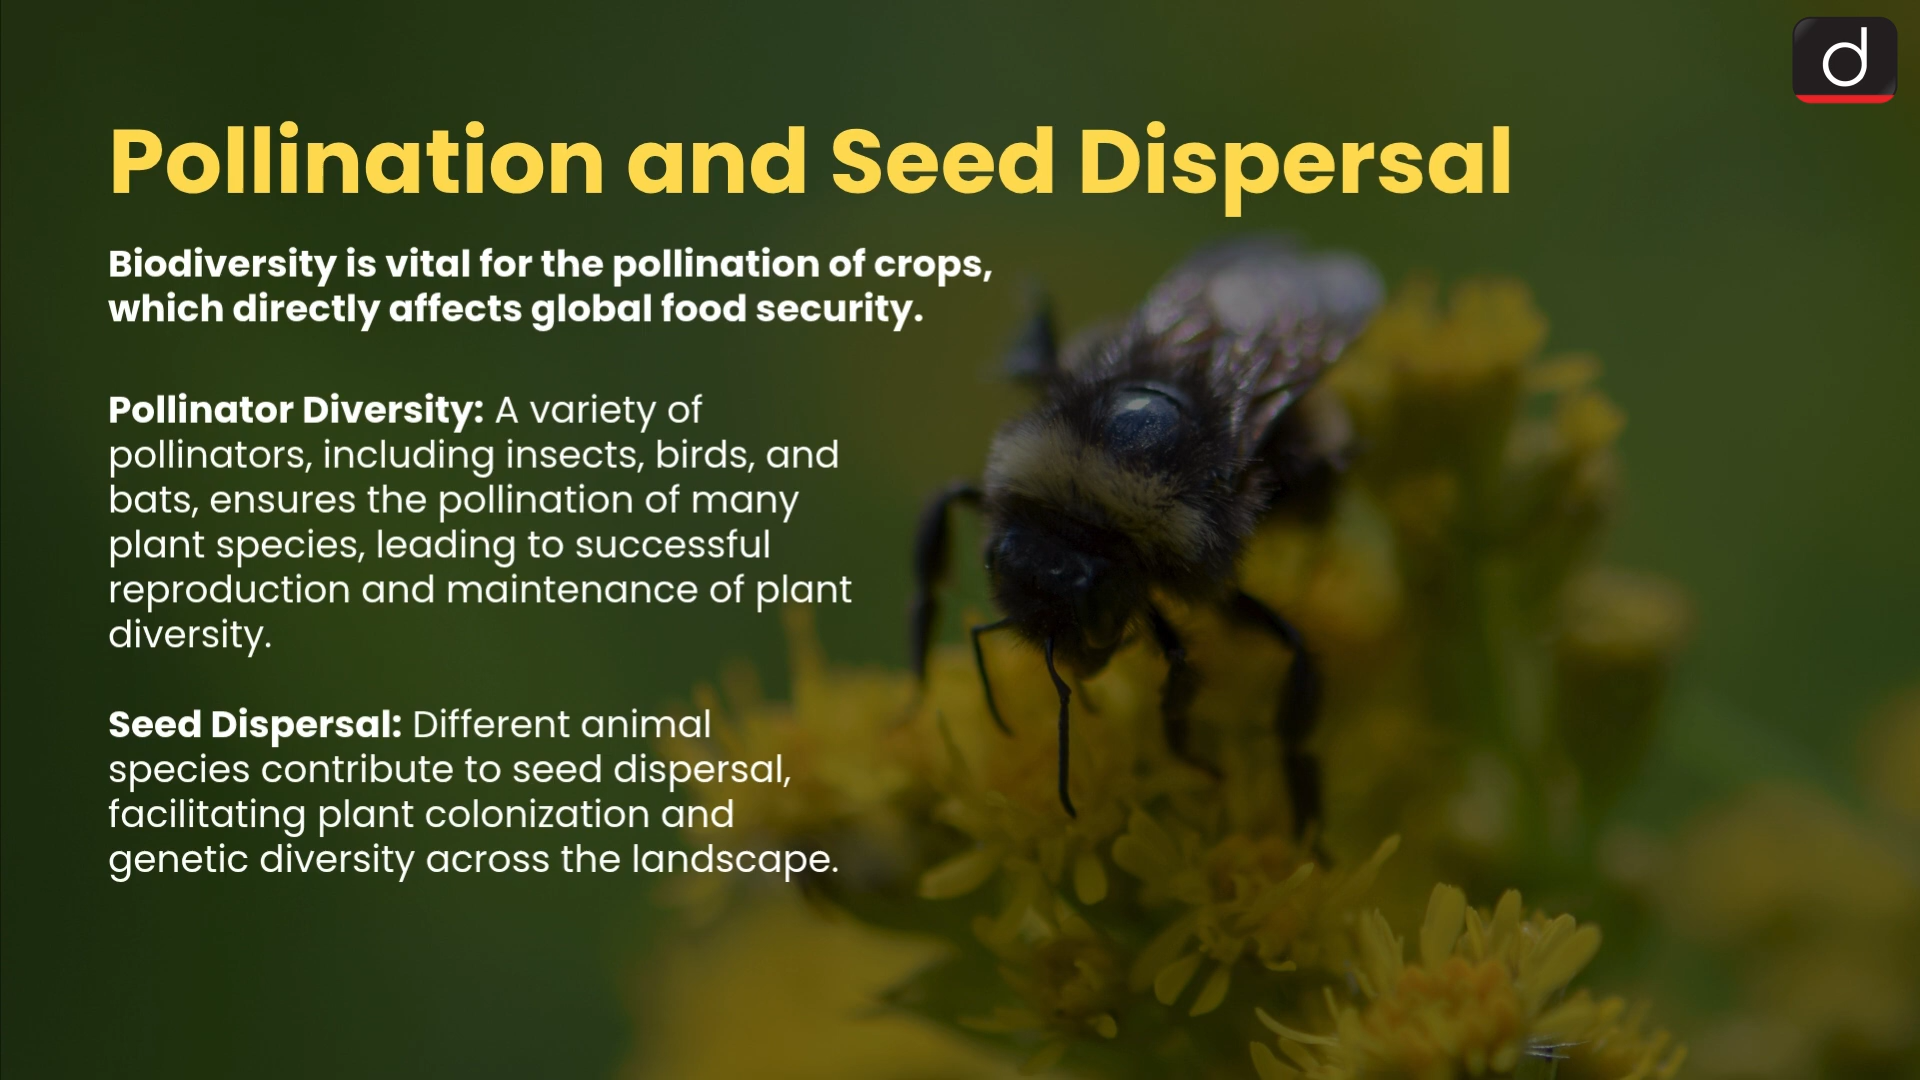 d
Pollination and Seed Dispersal
Biodiversity is vital for the pollination of crops,
which directly affects global food security.
Pollinator Diversity: A variety of
pollinators, including insects, birds, and
bats, ensures the pollination of many
plant species, leading to successful
reproduction and maintenance of plant
diversity.
Seed Dispersal: Different animal
species contribute to seed dispersal,
facilitating plant colonization and
genetic diversity across the landscape.